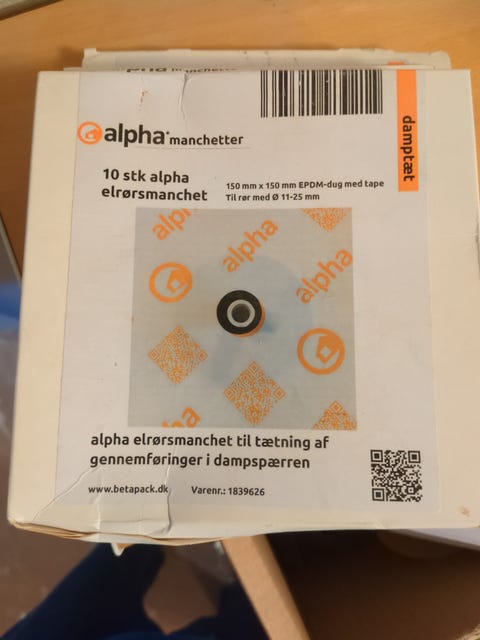 alpha manchetter
damptæt
10 stk alpha
elrørsmanchet
150 mm x 150 mm EPDM-dug med tape
Til rør med Ø 11-25 mm
alpha
alpha
alpha
alpha elrørsmanchet til tætning af
gennemføringer i dampspærren
www.betapack.dk
Varenr.: 1839626